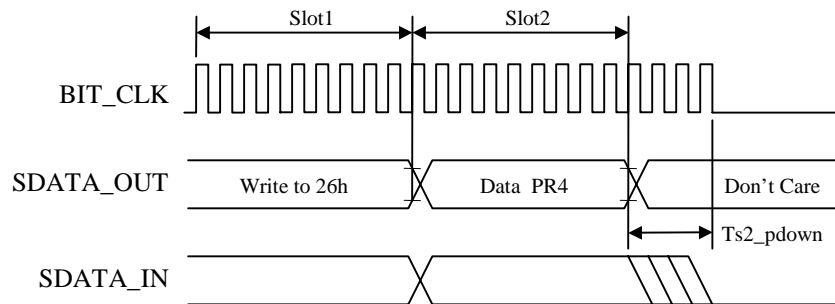 Slot1 Slot2
BIT_CLK
SDATA_OUT Write to 26h Data PR4 Don't Care
Ts2_pdown
SDATA_IN